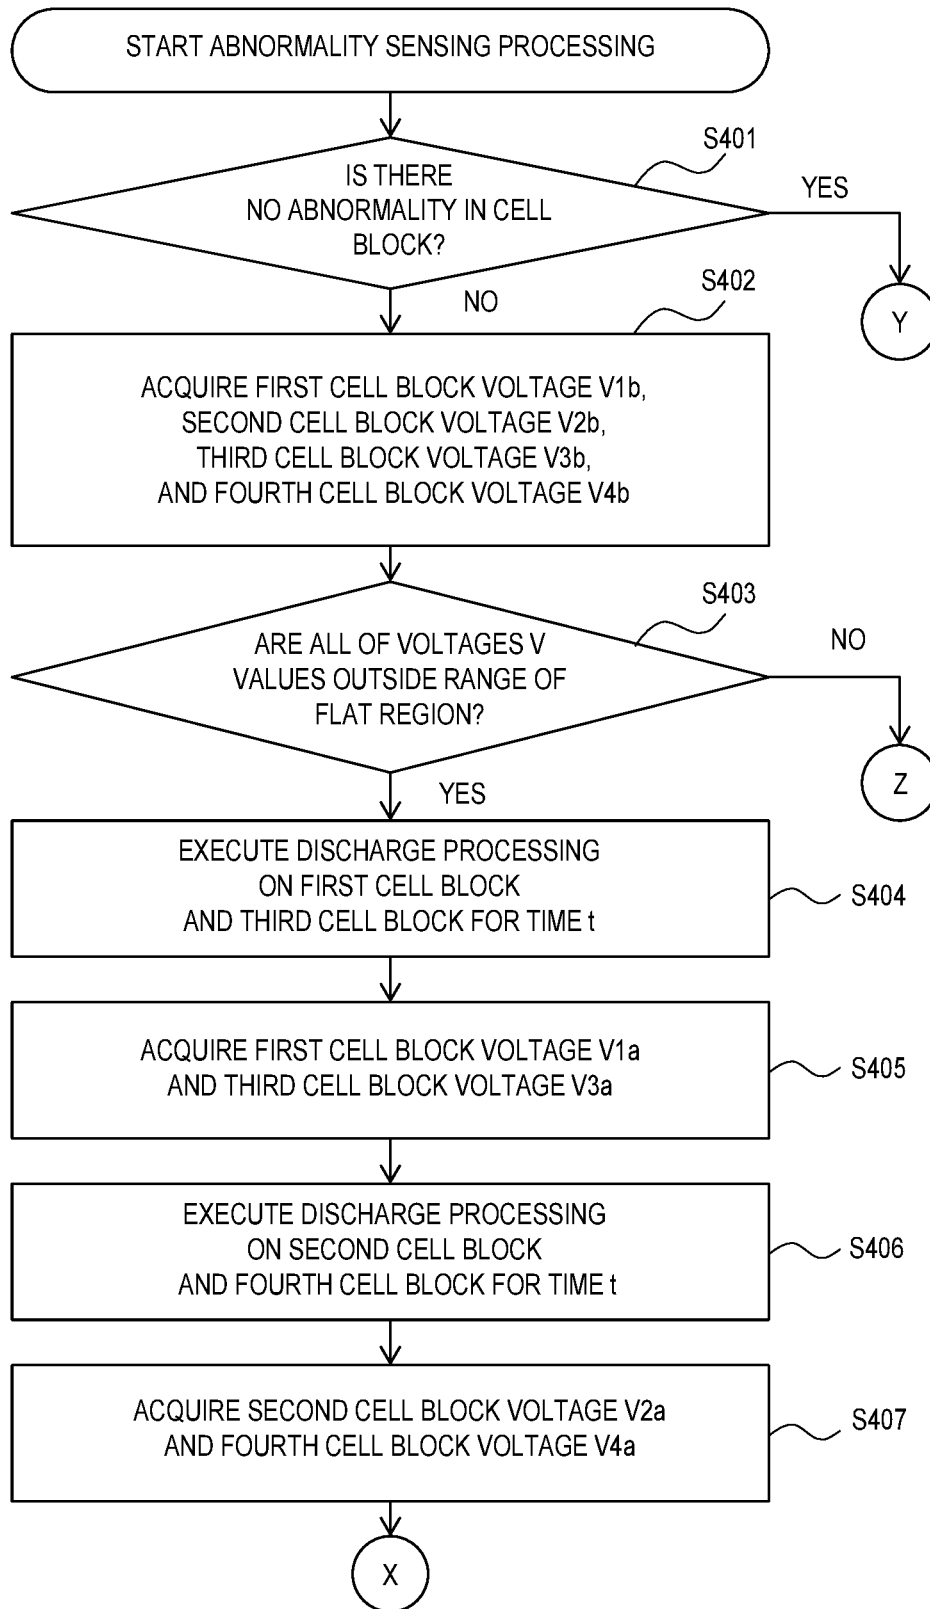 START ABNORMALITY SENSING PROCESSING
S401
IS THERE
NO ABNORMALITY IN CELL
BLOCK?
YES
Y
NO
S402
ACQUIRE FIRST CELL BLOCK VOLTAGE V1b,
SECOND CELL BLOCK VOLTAGE V2b,
THIRD CELL BLOCK VOLTAGE V3b,
AND FOURTH CELL BLOCK VOLTAGE V4b
S403
ARE ALL OF VOLTAGES V
VALUES OUTSIDE RANGE OF
FLAT REGION?
NO
Z
YES
EXECUTE DISCHARGE PROCESSING
ON FIRST CELL BLOCK
AND THIRD CELL BLOCK FOR TIME t
S404
ACQUIRE FIRST CELL BLOCK VOLTAGE V1a
AND THIRD CELL BLOCK VOLTAGE V3a
S405
EXECUTE DISCHARGE PROCESSING
ON SECOND CELL BLOCK
AND FOURTH CELL BLOCK FOR TIME t
S406
ACQUIRE SECOND CELL BLOCK VOLTAGE V2a
AND FOURTH CELL BLOCK VOLTAGE V4a
S407
X